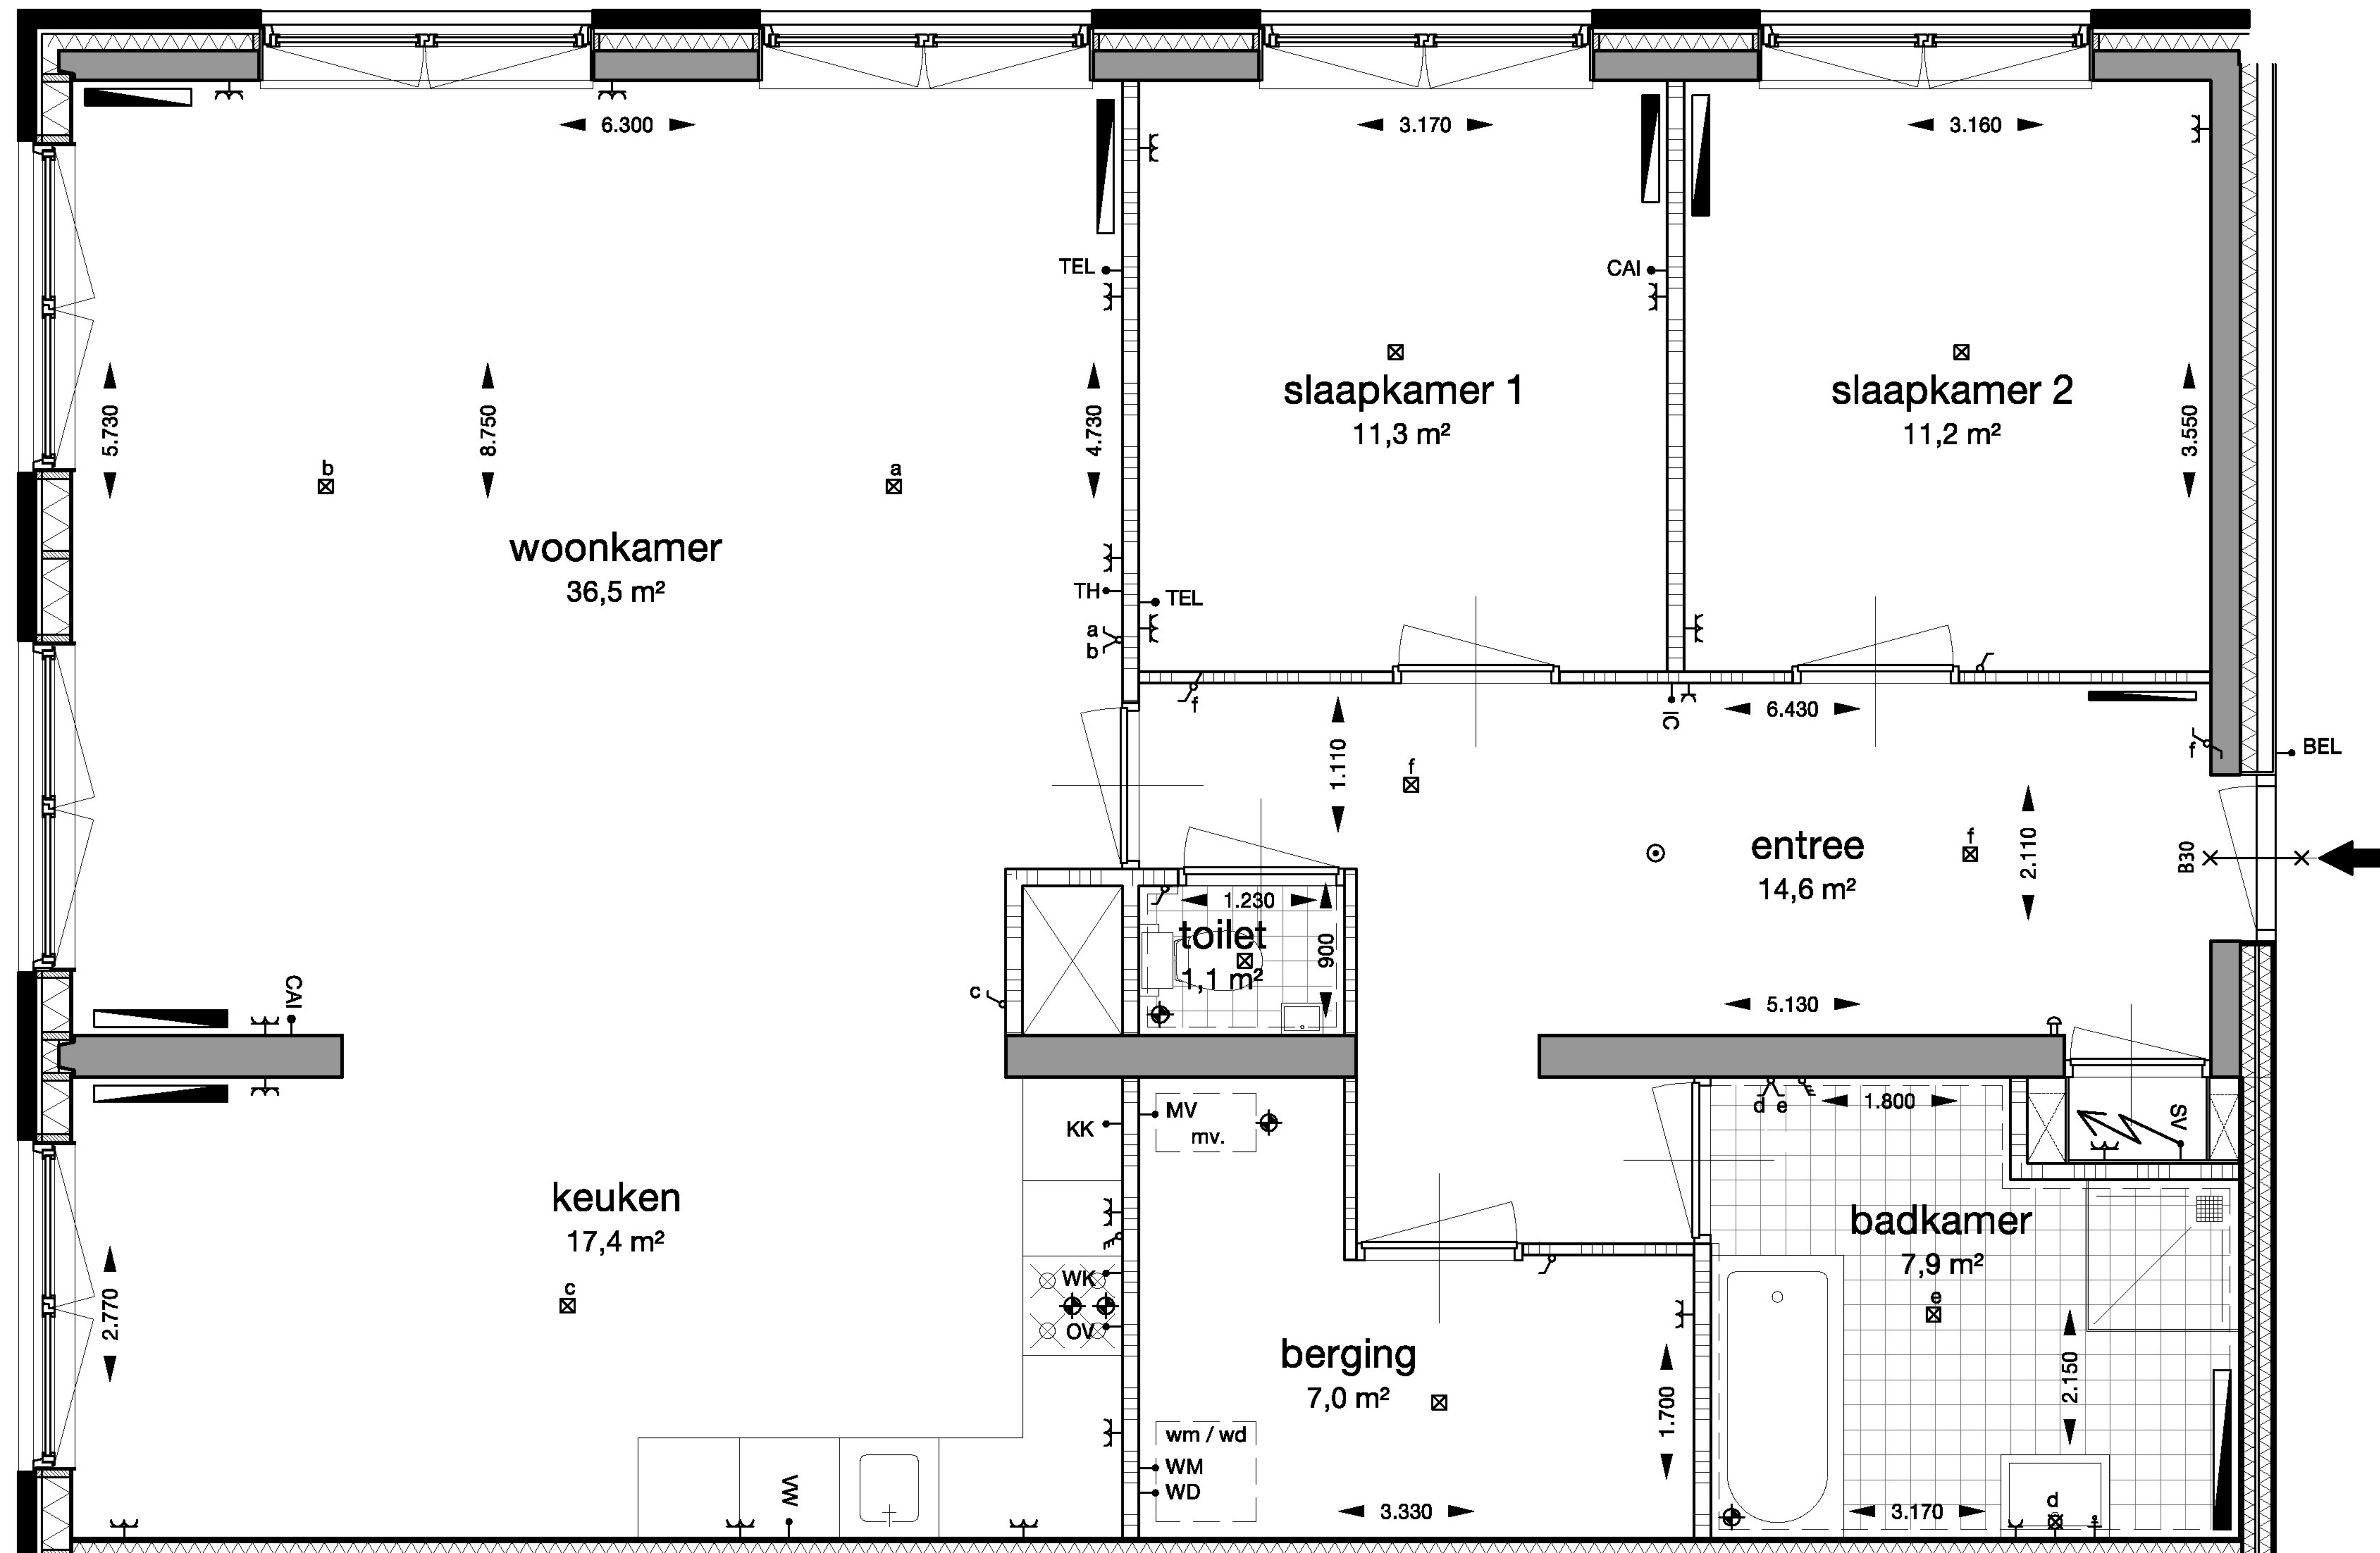 6.300
3.170
3.160
TEL
CAI
slaapkamer 1
11,3 m²
slaapkamer 2
11,2 m²
5.730
8.750
4.730
3.550
b
a
woonkamer
36,5 m²
TH
TEL
a
b
f
IC
6.430
f
BEL
1.110
f
entree
14,6 m²
f
2.110
B30
1.230
toilet
1,1 m²
900
c
CAI
5.130
MV
mv.
KK
d e
1.800
SV
keuken
17,4 m²
badkamer
7,9 m²
c
WK
OV
e
2.770
berging
7,0 m²
1.700
2.150
wm / wd
WM
WD
VW
3.330
3.170
d